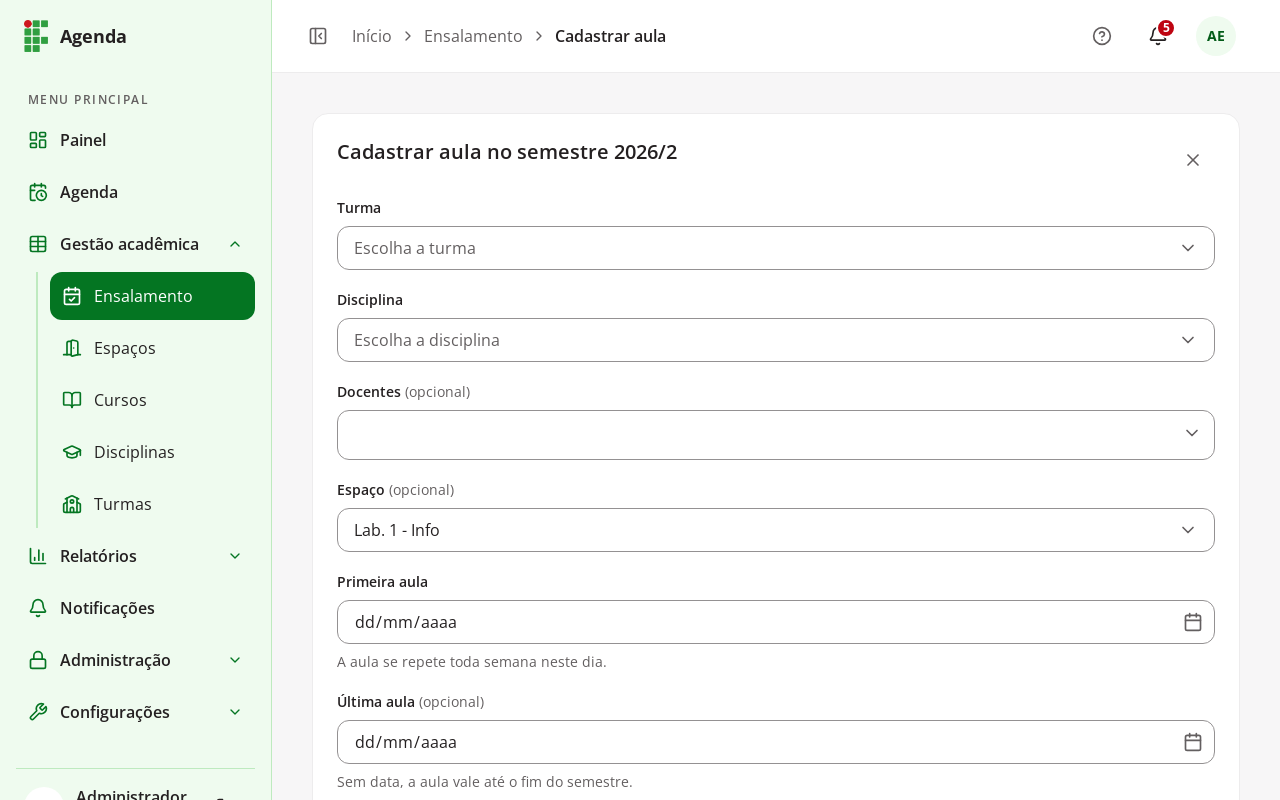 Agenda
MENU PRINCIPAL
Painel
Agenda
Gestão acadêmica
Ensalamento
Espaços
Cursos
Disciplinas
Turmas
Relatórios
Notificações
Administração
Configurações
Administrador
Início > Ensalamento > Cadastrar aula
5
AE
Cadastrar aula no semestre 2026/2
Turma
Escolha a turma
Disciplina
Escolha a disciplina
Docentes (opcional)
Espaço (opcional)
Lab. 1 - Info
Primeira aula
dd/mm/aaaa
A aula se repete toda semana neste dia.
Última aula (opcional)
dd/mm/aaaa
Sem data, a aula vale até o fim do semestre.